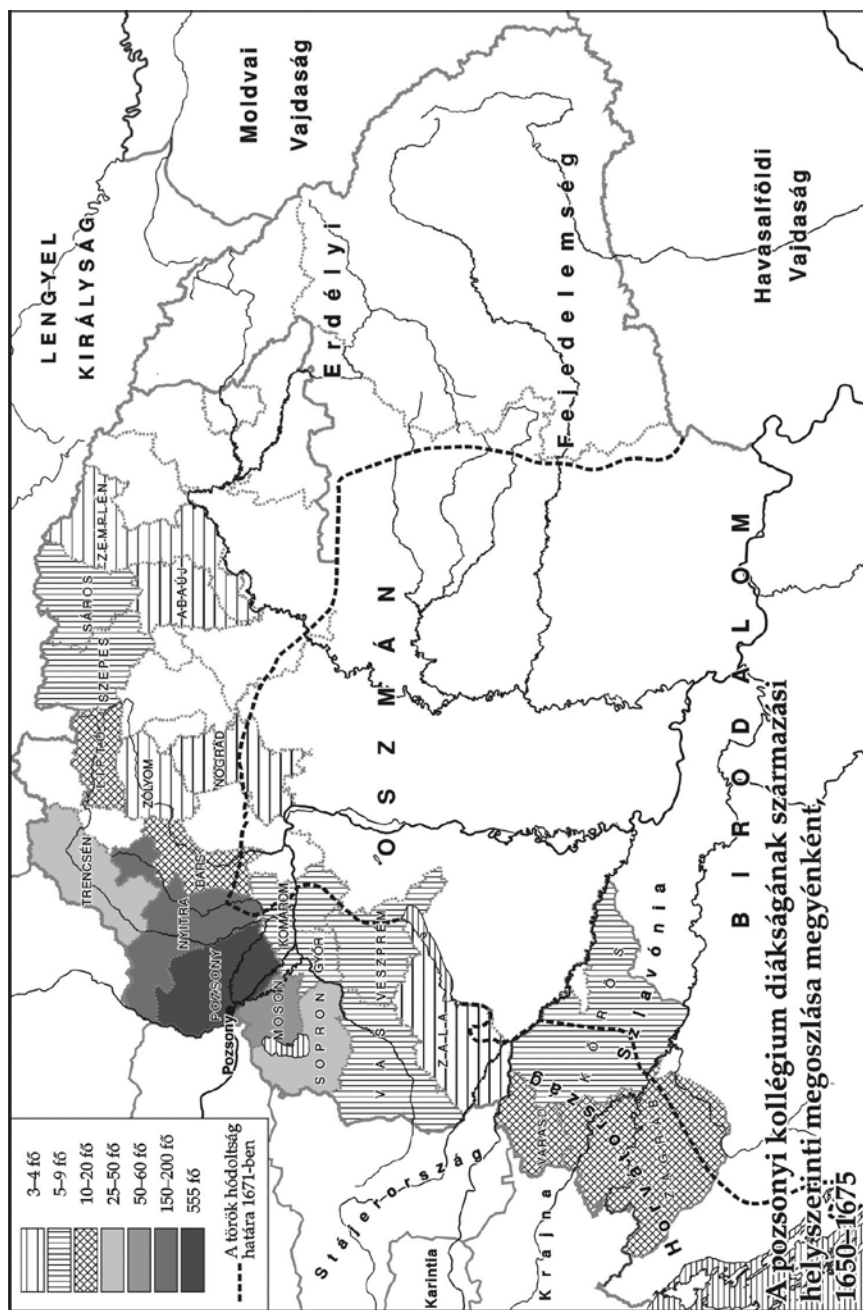 3–4 fő
5–9 fő
10–20 fő
25–50 fő
50–60 fő
150–200 fő
555 fő
A török hódoltság
határa 1671-ben
LENGYEL
KIRÁLYSÁG
Moldvai
Vajdaság
Erdélyi
Fejedelemség
Havasalföldi
Vajdaság
OSZMÁN
BIRODALOM
TRENCSÉN
LIPTÓ
SZEPES
SÁROS
ZEMPLÉN
ABAÚJ
ZÓLYOM
NÓGRÁD
BARS
NYITRA
POZSONY
Pozsony
KOMÁROM
MOSON
GYŐR
SOPRON
VAS
VESZPRÉM
ZALA
Stájerország
Karintia
Krajna
Horvátország
Szlavónia
VARASD
KŐRÖS
ZÁGRÁB
A pozsonyi kollégium diákságának származási
hely szerinti megoszlása megyénként,
1650–1675